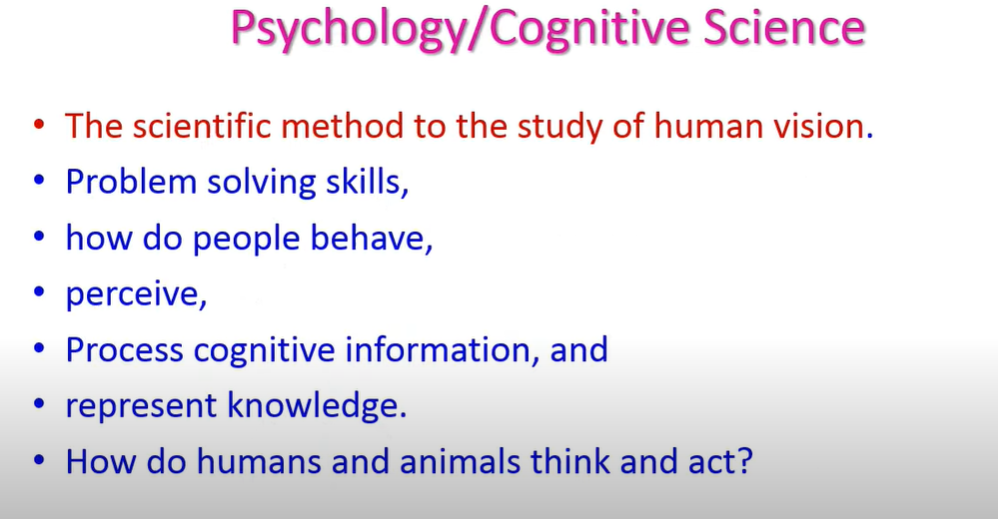 Psychology/Cognitive Science
• The scientific method to the study of human vision.
• Problem solving skills,
• how do people behave,
• perceive,
• Process cognitive information, and
• represent knowledge.
• How do humans and animals think and act?